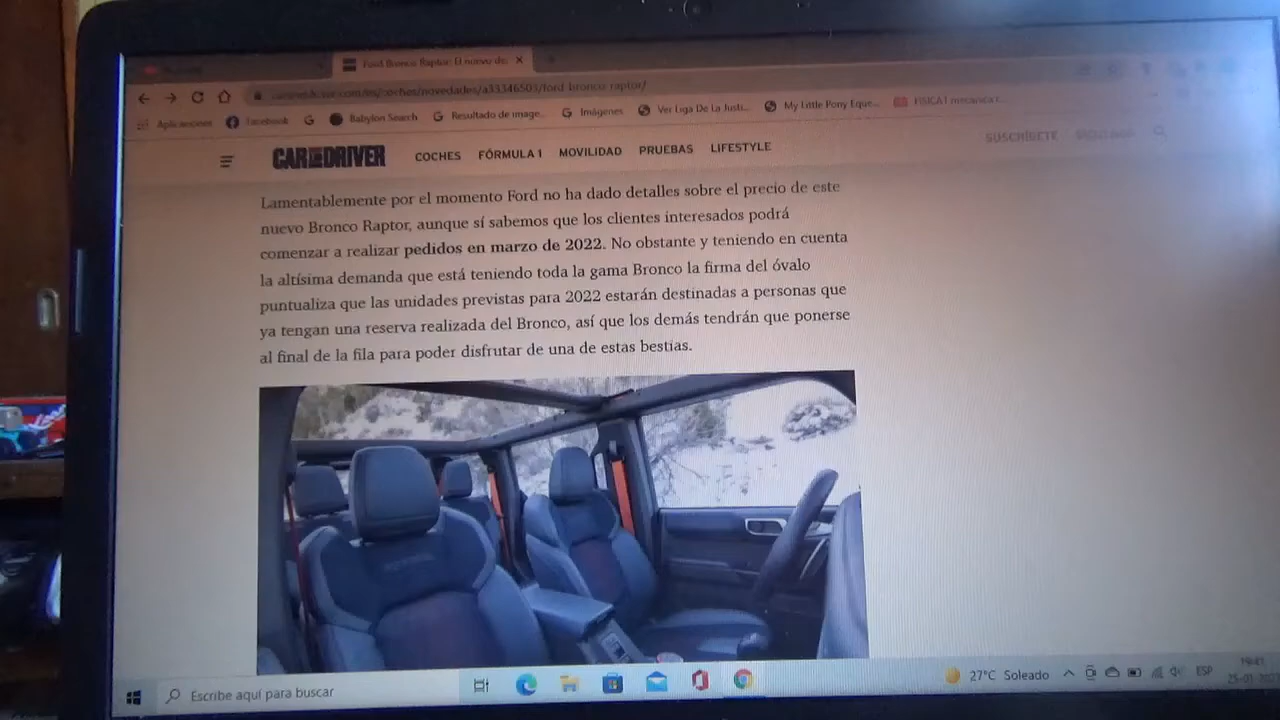 Ford Bronco Raptor: El nuevo de
/ford-bronco-raptor/
Aplicaciones
Facebook
Babylon Search
Resultado de image...
Imágenes
Ver Liga De La Justi...
My Little Pony Eque...
CAR DRIVER
COCHES
FÓRMULA 1
MOVILIDAD
PRUEBAS
LIFESTYLE
SUSCRÍBETE
Lamentablemente por el momento Ford no ha dado detalles sobre el precio de este
nuevo Bronco Raptor, aunque sí sabemos que los clientes interesados podrá
comenzar a realizar pedidos en marzo de 2022. No obstante y teniendo en cuenta
la altísima demanda que está teniendo toda la gama Bronco la firma del óvalo
puntualiza que las unidades previstas para 2022 estarán destinadas a personas que
ya tengan una reserva realizada del Bronco, así que los demás tendrán que ponerse
al final de la fila para poder disfrutar de una de estas bestias.
Escribe aquí para buscar
27°C Soleado
ESP